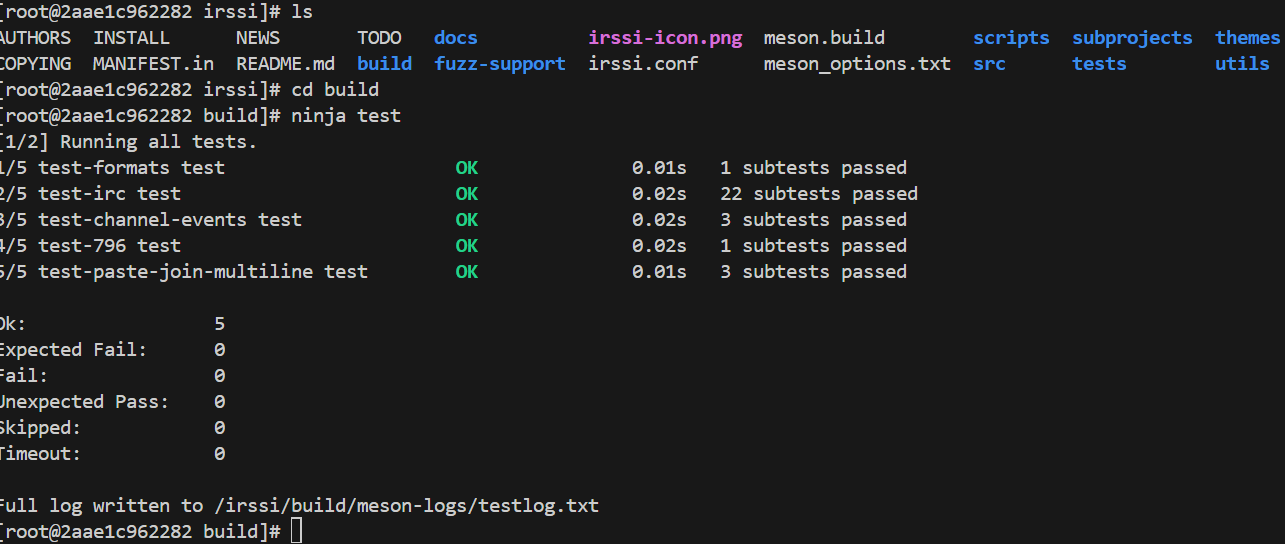 [root@2aae1c962282 irssi]# ls
AUTHORS  INSTALL      NEWS       TODO   docs          irssi-icon.png  meson.build        scripts  subprojects  themes
COPYING  MANIFEST.in  README.md  build  fuzz-support  irssi.conf      meson_options.txt  src      tests        utils
[root@2aae1c962282 irssi]# cd build
[root@2aae1c962282 build]# ninja test
[1/2] Running all tests.
1/5 test-formats test                     OK              0.01s   1 subtests passed
2/5 test-irc test                         OK              0.02s   22 subtests passed
3/5 test-channel-events test              OK              0.02s   3 subtests passed
4/5 test-796 test                         OK              0.02s   1 subtests passed
5/5 test-paste-join-multiline test        OK              0.01s   3 subtests passed
Ok:                 5
Expected Fail:      0
Fail:               0
Unexpected Pass:    0
Skipped:            0
Timeout:            0
Full log written to /irssi/build/meson-logs/testlog.txt
[root@2aae1c962282 build]#